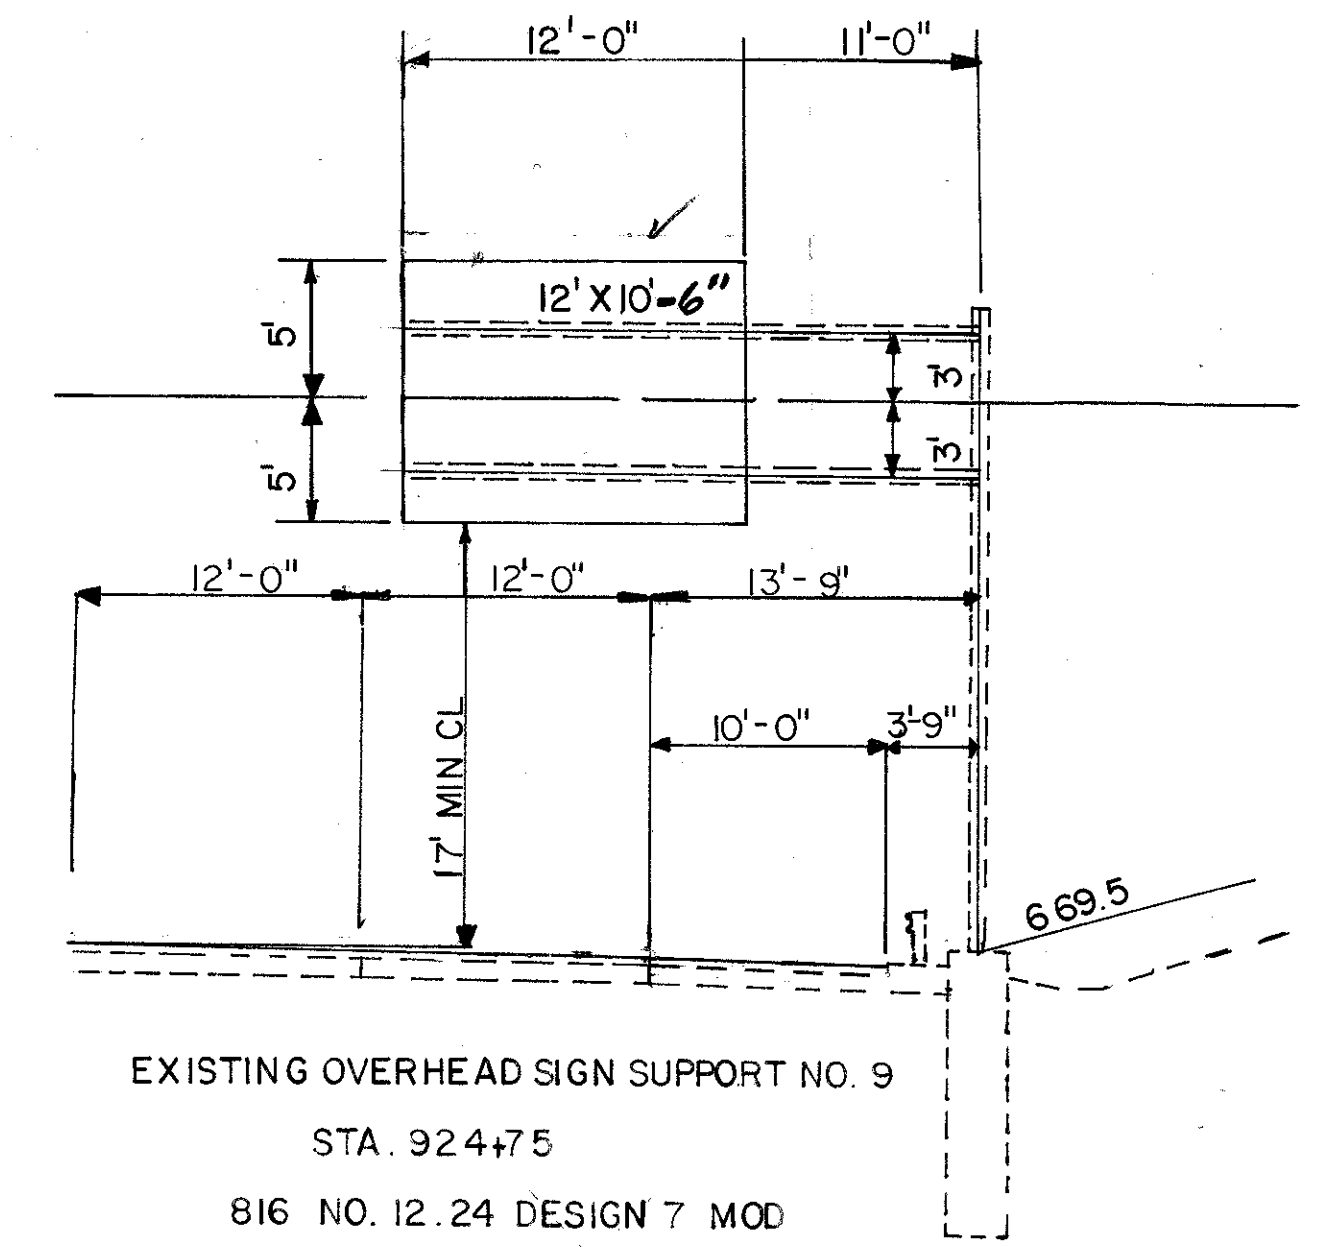 12'-0" 11'-0"
12' X 10'-6"
5'
3'
5'
3'
12'-0" 12'-0" 13'-9"
17' MIN CL
10'-0" 3'-9"
669.5
EXISTING OVERHEAD SIGN SUPPORT NO. 9
STA. 924+75
816 NO. 12.24 DESIGN 7 MOD